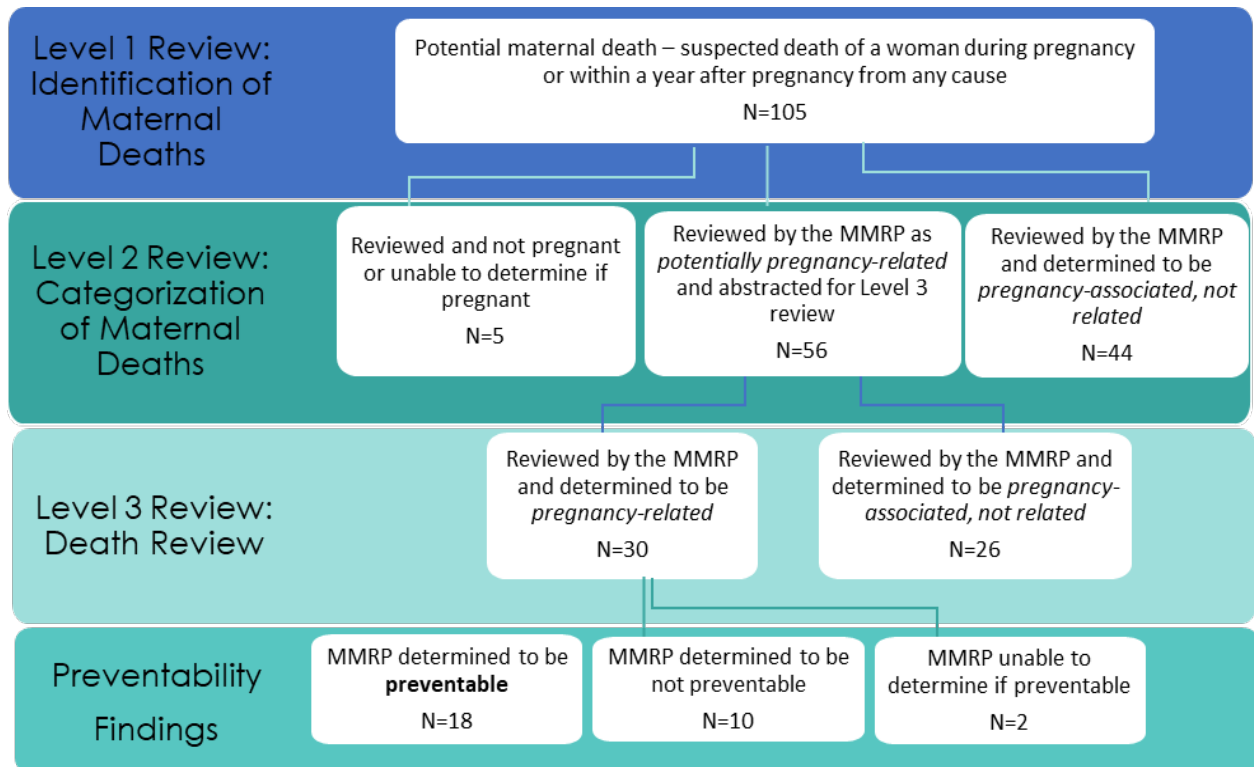 Level 1 Review:
Identification of
Maternal
Deaths
Potential maternal death – suspected death of a woman during pregnancy
or within a year after pregnancy from any cause
N=105
Level 2 Review:
Categorization
of Maternal
Deaths
Reviewed and not pregnant
or unable to determine if
pregnant
N=5
Reviewed by the MMRP as
potentially pregnancy-related
and abstracted for Level 3
review
N=56
Reviewed by the MMRP
and determined to be
pregnancy-associated, not
related
N=44
Level 3 Review:
Death Review
Reviewed by the MMRP
and determined to be
pregnancy-related
N=30
Reviewed by the MMRP and
determined to be pregnancy-
associated, not related
N=26
Preventability
Findings
MMRP determined to be
preventable
N=18
MMRP determined to be
not preventable
N=10
MMRP unable to
determine if preventable
N=2